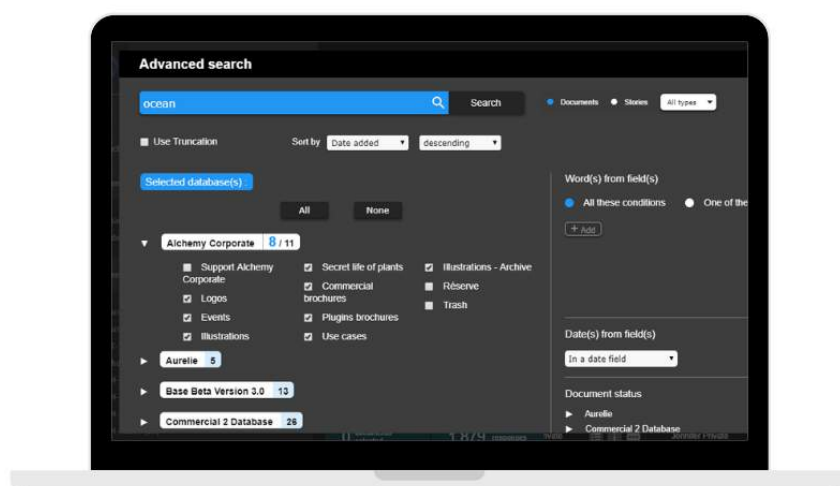 Advanced search
ocean Search Documents Stories All types
Use Truncation Sort by Date added descending
Selected database(s) :
All None
Alchemy Corporate 8 / 11
Support Alchemy Corporate
Logos
Events
Illustrations
Secret life of plants
Commercial brochures
Plugins brochures
Use cases
Illustrations - Archive
Réserve
Trash
Aurelie 5
Base Beta Version 3.0 13
Commercial 2 Database 26
Word(s) from field(s)
All these conditions One of the
+ Add
Date(s) from field(s)
In a date field
Document status
Aurelie
Commercial 2 Database